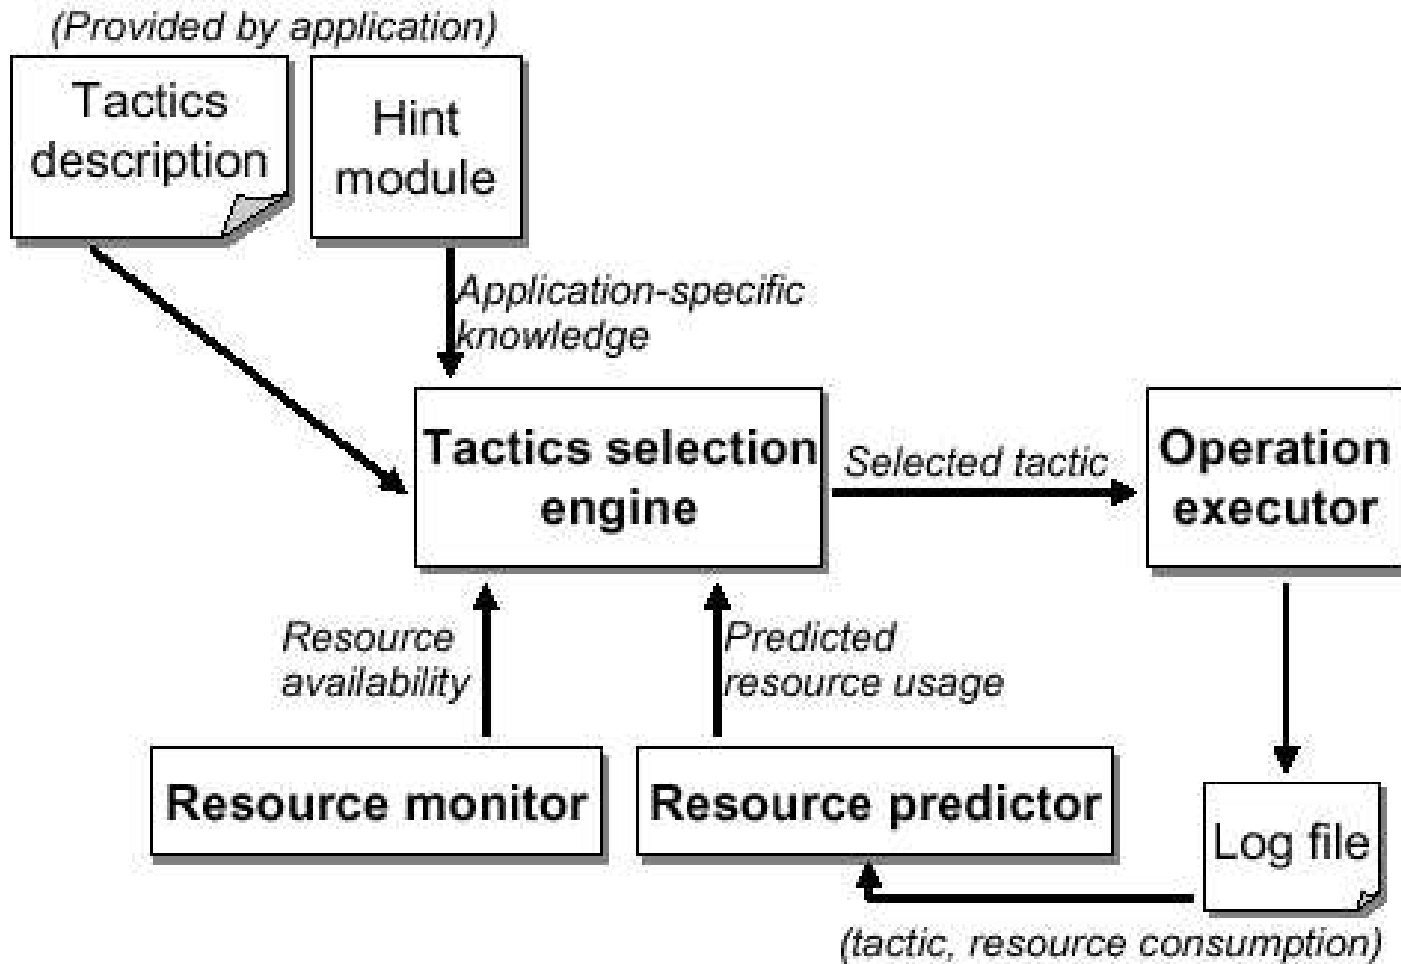 (Provided by application)
Tactics
description
Hint
module
Application-specific
knowledge
Tactics selection
engine
Selected tactic
Operation
executor
Resource
availability
Predicted
resource usage
Resource monitor
Resource predictor
Log file
(tactic, resource consumption)